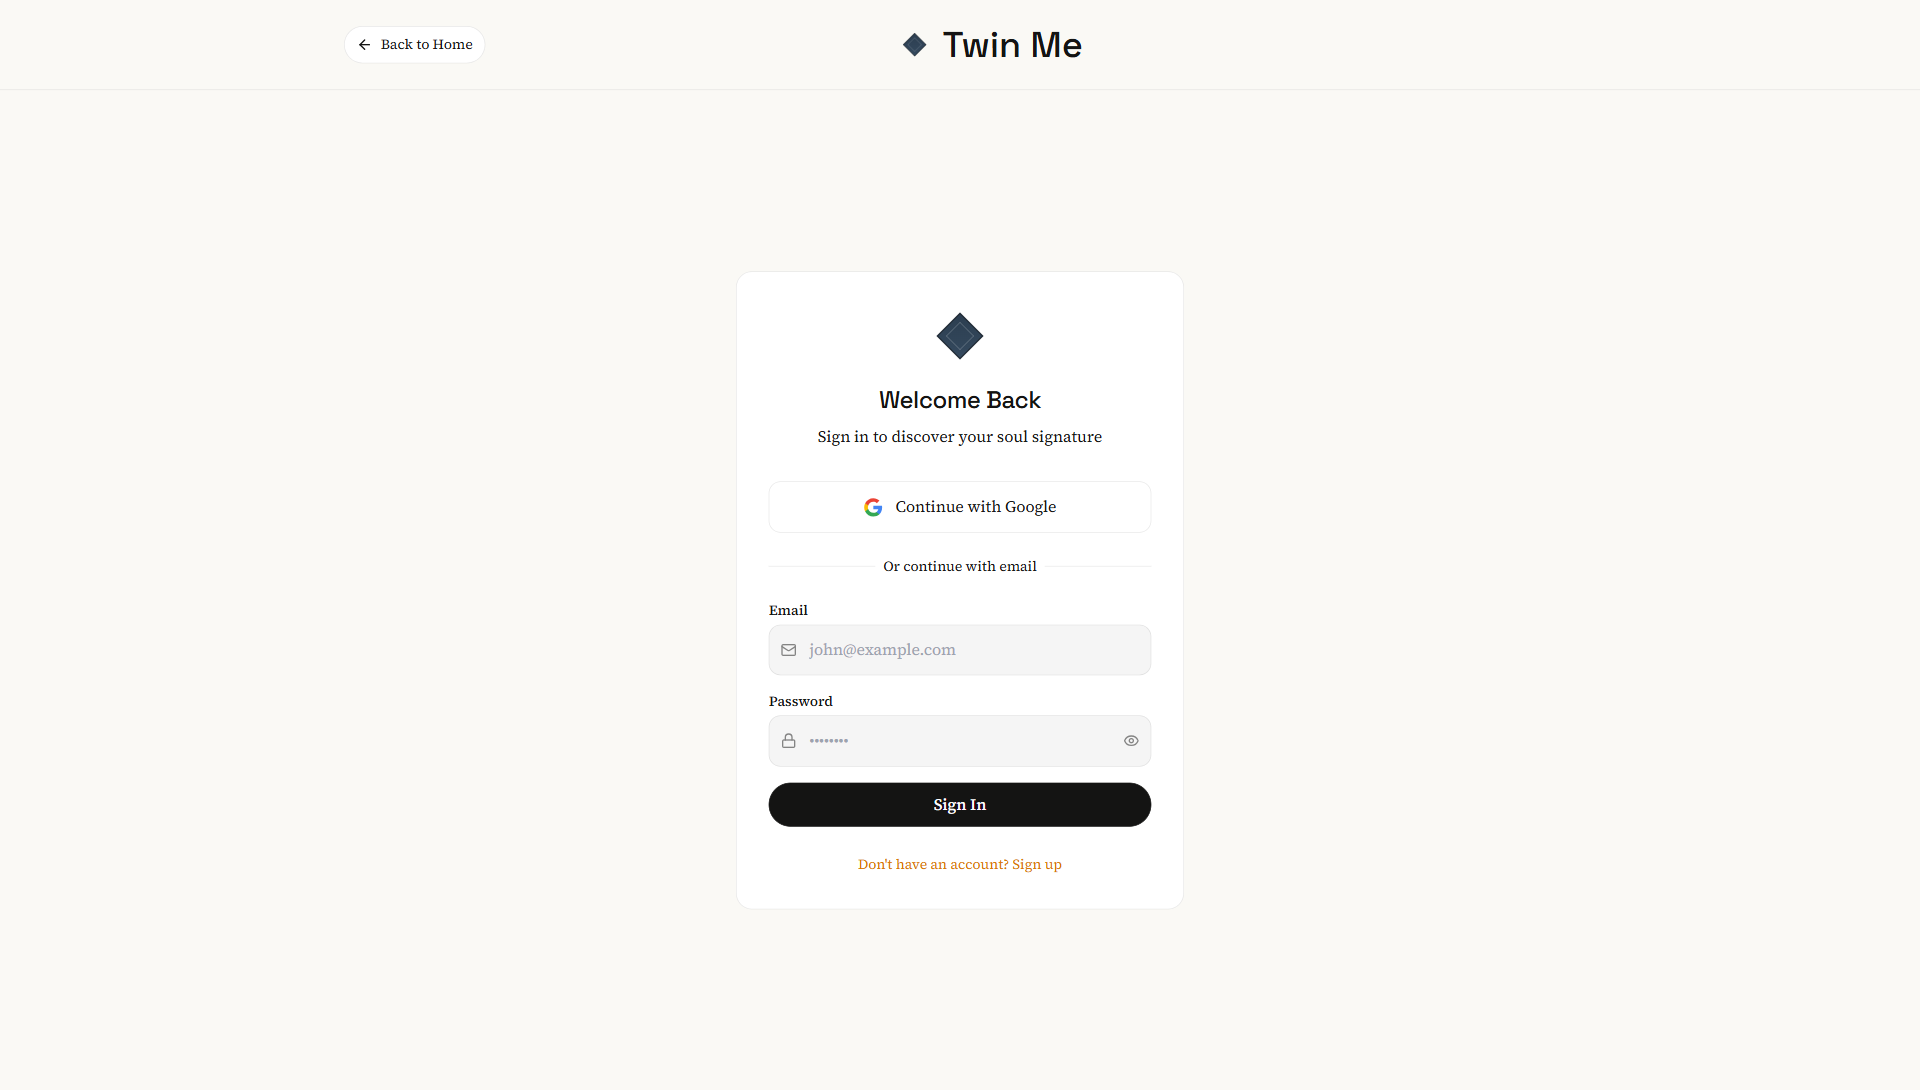 Back to Home
Twin Me
Welcome Back
Sign in to discover your soul signature
Continue with Google
Or continue with email
Email
john@example.com
Password
••••••••
Sign In
Don't have an account? Sign up